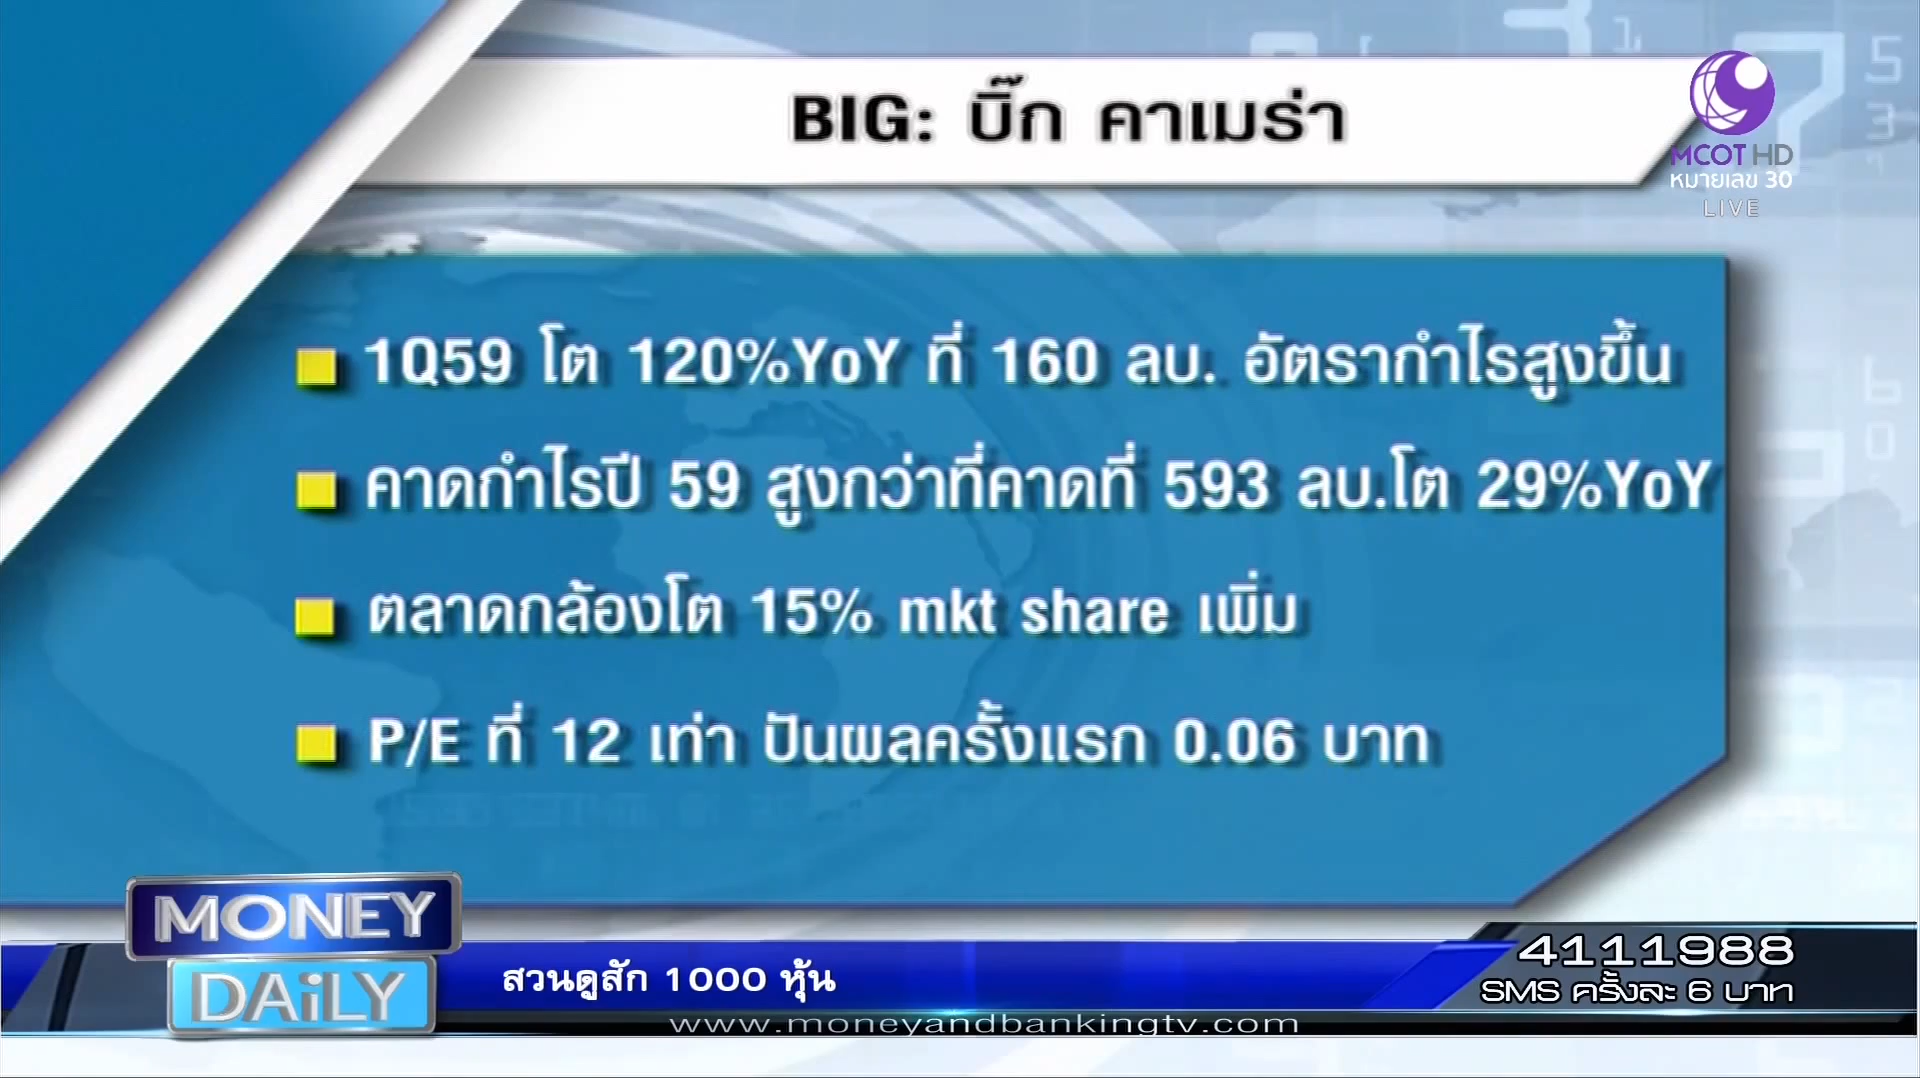 BIG: บิ๊ก คาเมร่า
MCOT HD
หมายเลข 30
LIVE
1Q59 โต 120%YoY ที่ 160 ลบ. อัตรากำไรสูงขึ้น
คาดกำไรปี 59 สูงกว่าที่คาดที่ 593 ลบ.โต 29%YoY
ตลาดกล้องโต 15% mkt share เพิ่ม
P/E ที่ 12 เท่า ปันผลครั้งแรก 0.06 บาท
MONEY
DAiLY
สวนดูสัก 1000 หุ้น
4111988
SMS ครั้งละ 6 บาท
www.moneyandbankingtv.com